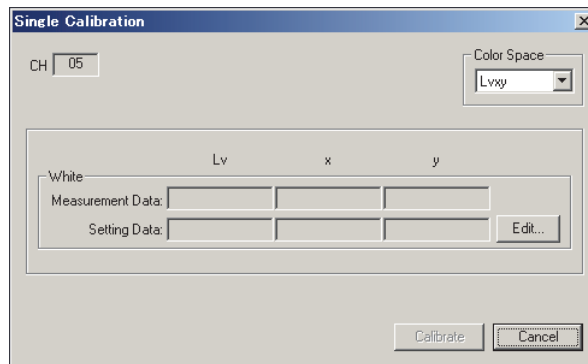 Single Calibration
CH 05
Color Space
Lvxy
Lv x y
White
Measurement Data:
Setting Data: Edit...
Calibrate Cancel